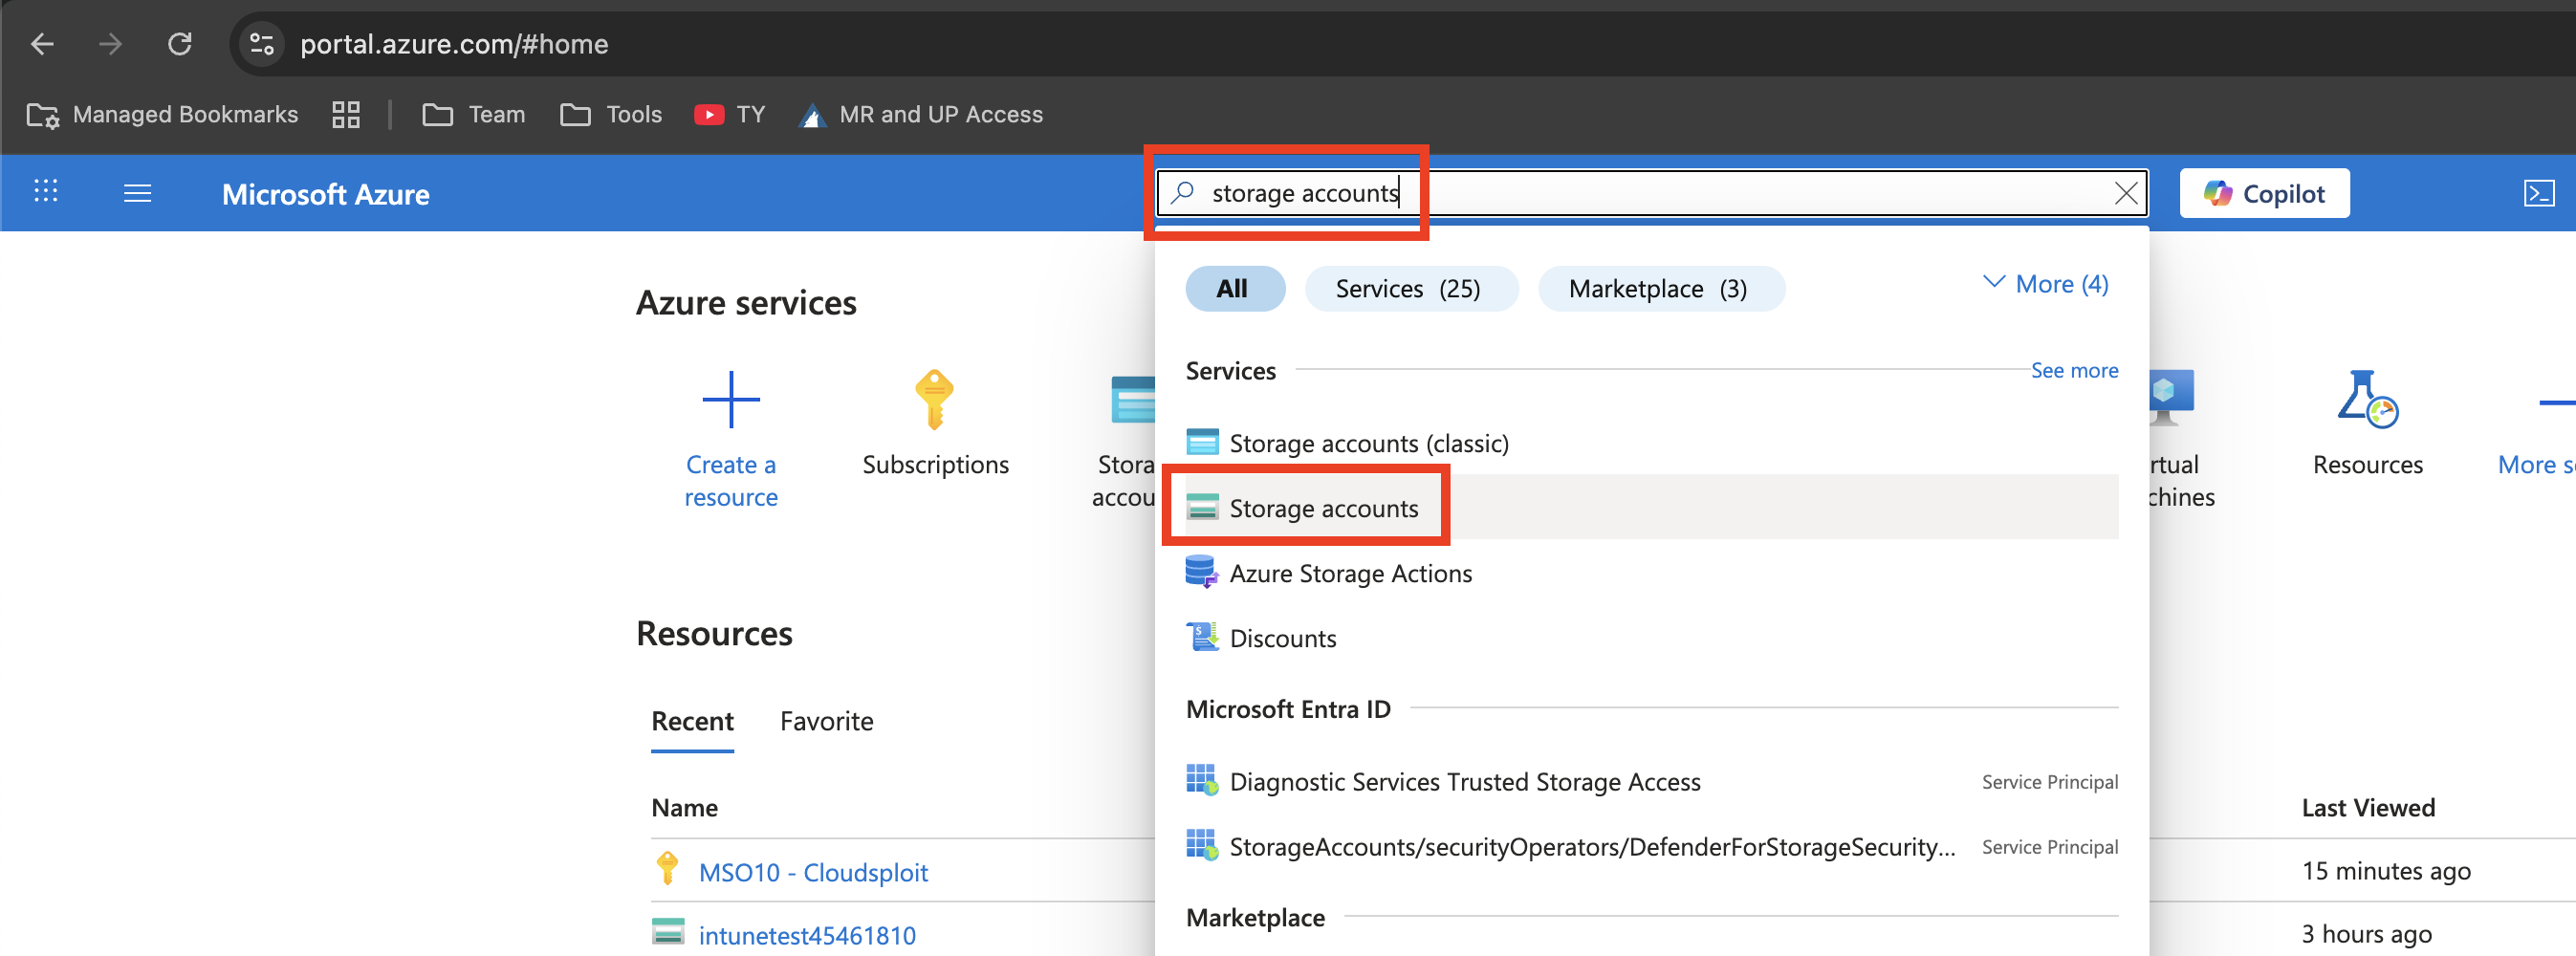 portal.azure.com/#home
Managed Bookmarks
Team
Tools
TY
MR and UP Access
Microsoft Azure
storage accounts
Copilot
All
Services (25)
Marketplace (3)
More (4)
Azure services
Services
See more
Create a
resource
Subscriptions
Stora
accou
Storage accounts (classic)
Storage accounts
Azure Storage Actions
Discounts
rtual
chines
Resources
More s
Resources
Recent
Favorite
Microsoft Entra ID
Diagnostic Services Trusted Storage Access
Service Principal
StorageAccounts/securityOperators/DefenderForStorageSecurity...
Service Principal
Marketplace
Name
Last Viewed
MSO10 - Cloudsploit
15 minutes ago
intunetest45461810
3 hours ago